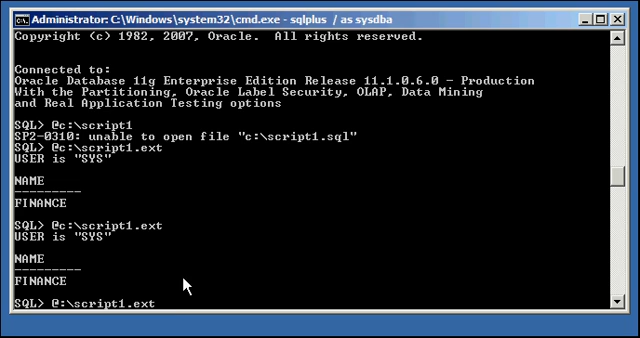 Administrator: C:\Windows\system32\cmd.exe - sqlplus  / as sysdba
Copyright (c) 1982, 2007, Oracle.  All rights reserved.
Connected to:
Oracle Database 11g Enterprise Edition Release 11.1.0.6.0 - Production
With the Partitioning, Oracle Label Security, OLAP, Data Mining
and Real Application Testing options
SQL> @c:\script1
SP2-0310: unable to open file "c:\script1.sql"
SQL> @c:\script1.ext
USER is "SYS"
NAME
---------
FINANCE
SQL> @c:\script1.ext
USER is "SYS"
NAME
---------
FINANCE
SQL> @:\script1.ext